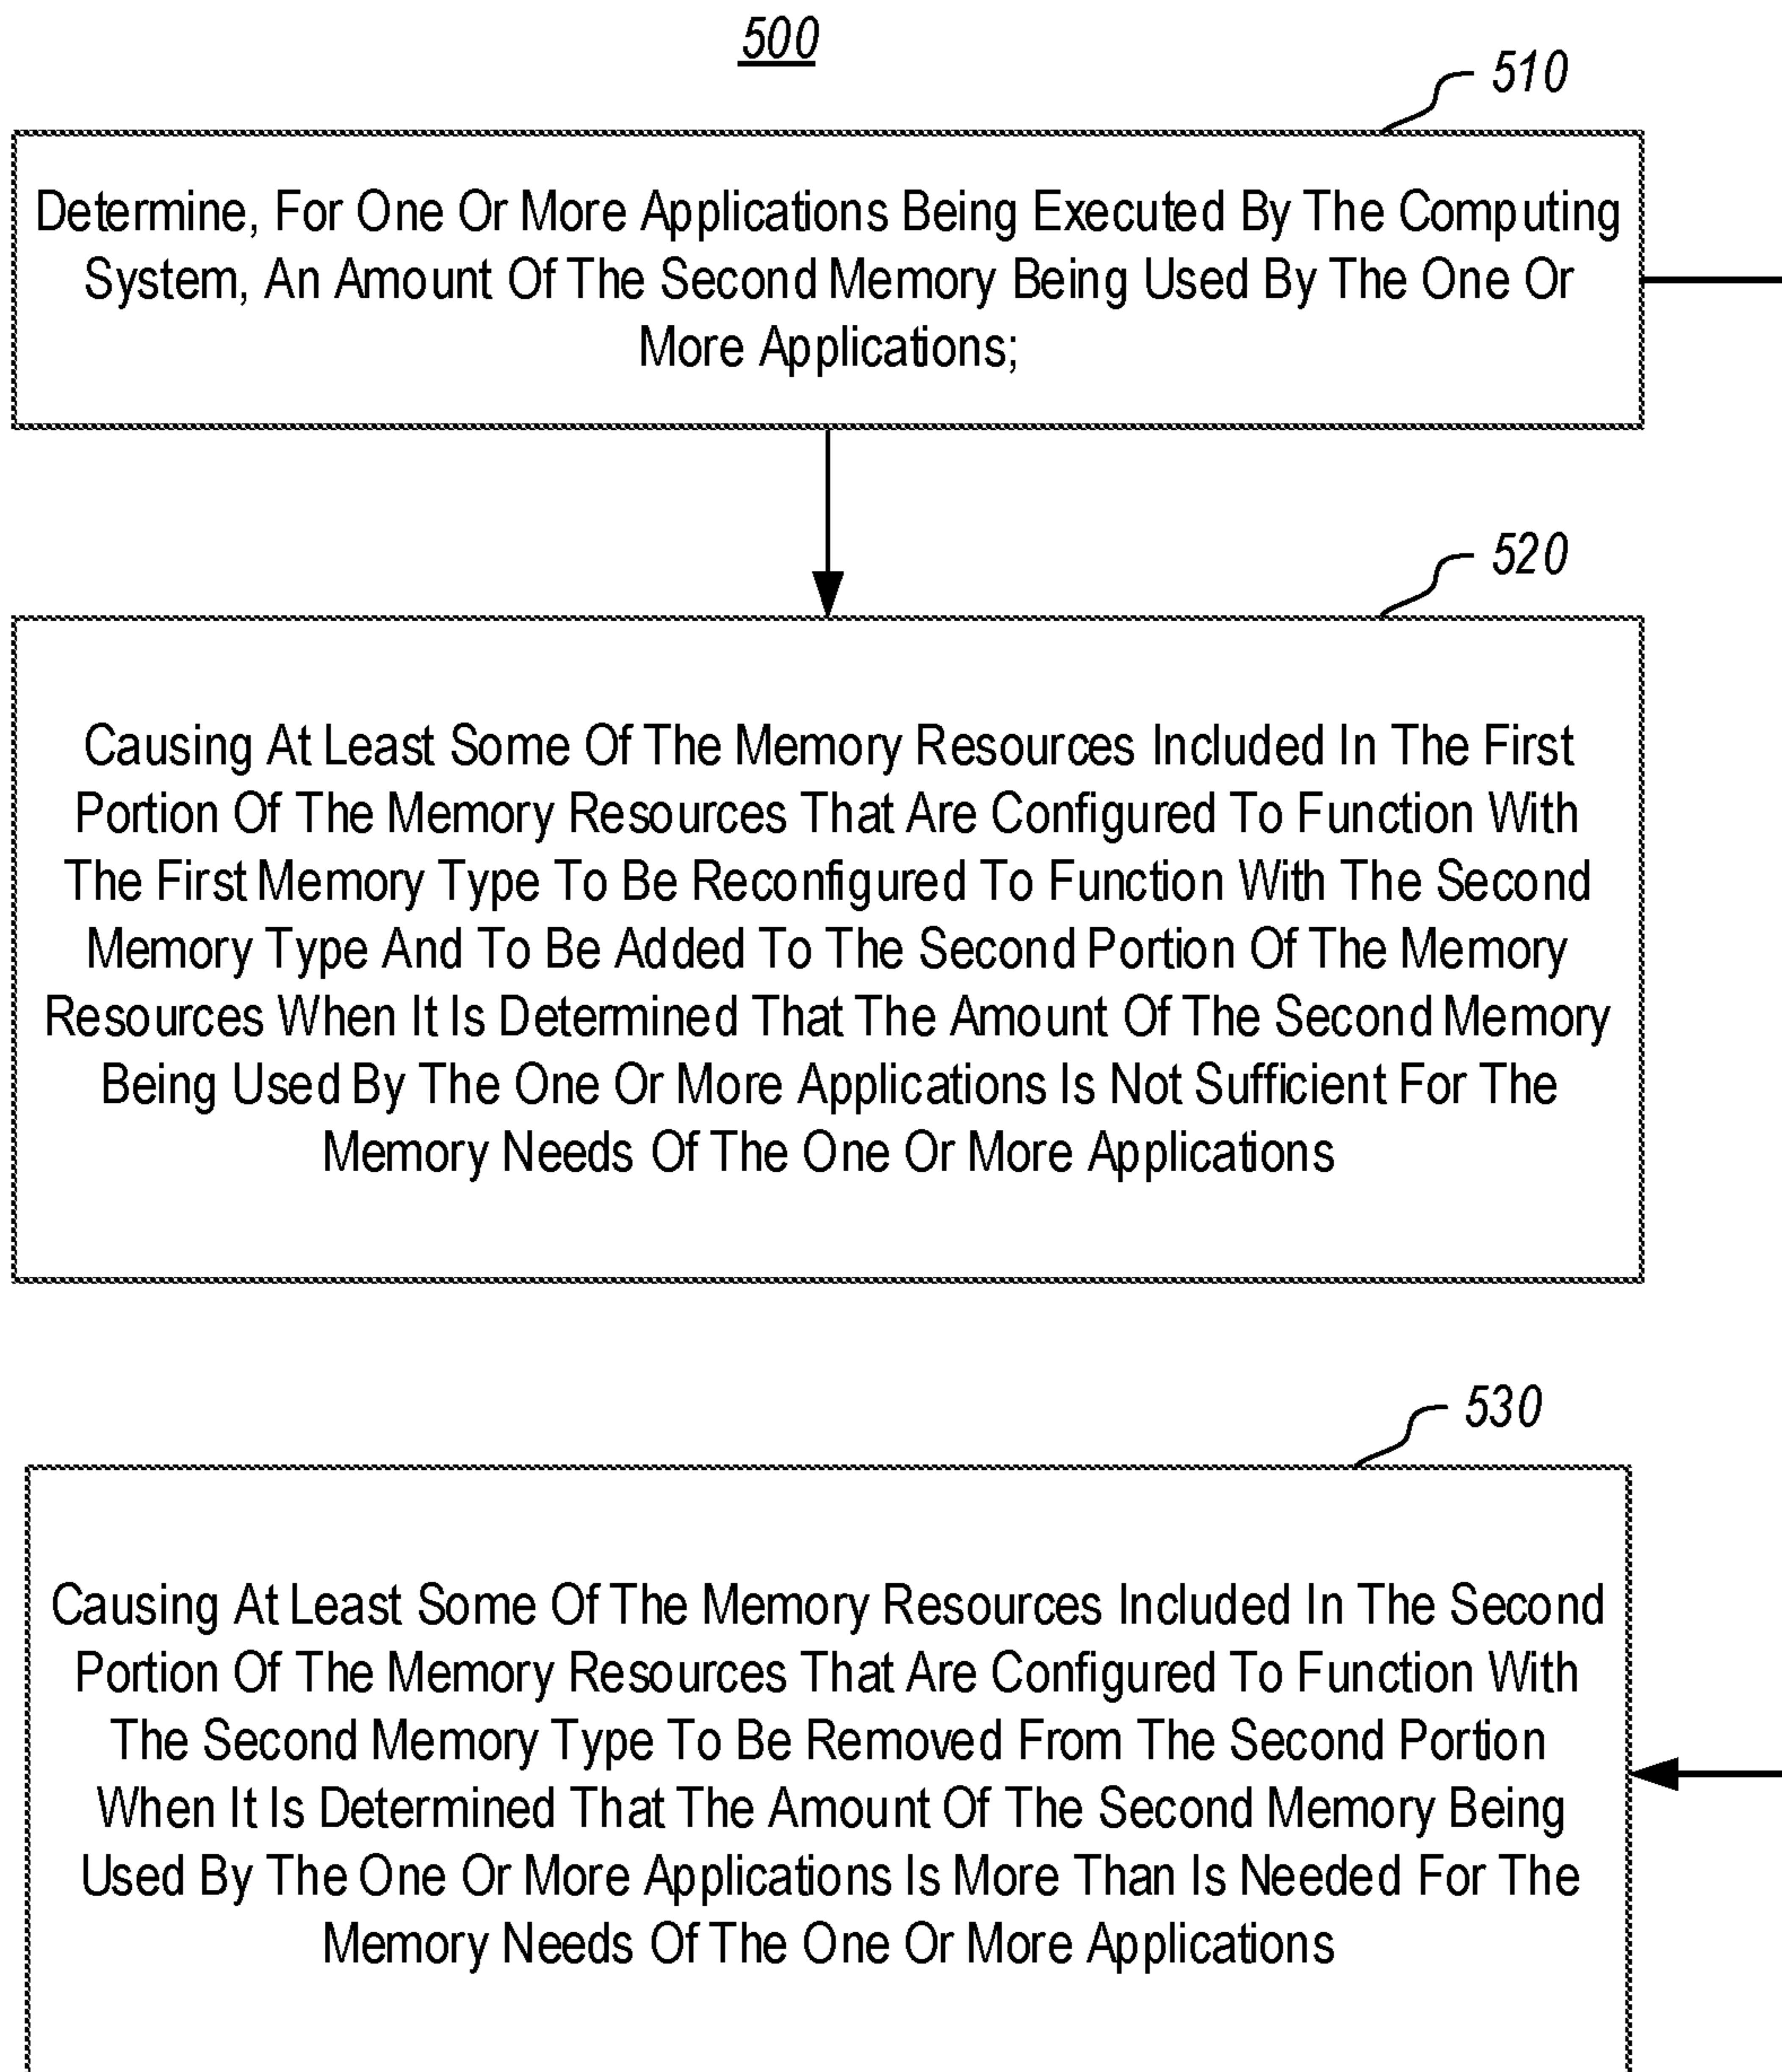 500
510
Determine, For One Or More Applications Being Executed By The Computing
System, An Amount Of The Second Memory Being Used By The One Or
More Applications;
520
Causing At Least Some Of The Memory Resources Included In The First
Portion Of The Memory Resources That Are Configured To Function With
The First Memory Type To Be Reconfigured To Function With The Second
Memory Type And To Be Added To The Second Portion Of The Memory
Resources When It Is Determined That The Amount Of The Second Memory
Being Used By The One Or More Applications Is Not Sufficient For The
Memory Needs Of The One Or More Applications
530
Causing At Least Some Of The Memory Resources Included In The Second
Portion Of The Memory Resources That Are Configured To Function With
The Second Memory Type To Be Removed From The Second Portion
When It Is Determined That The Amount Of The Second Memory Being
Used By The One Or More Applications Is More Than Is Needed For The
Memory Needs Of The One Or More Applications